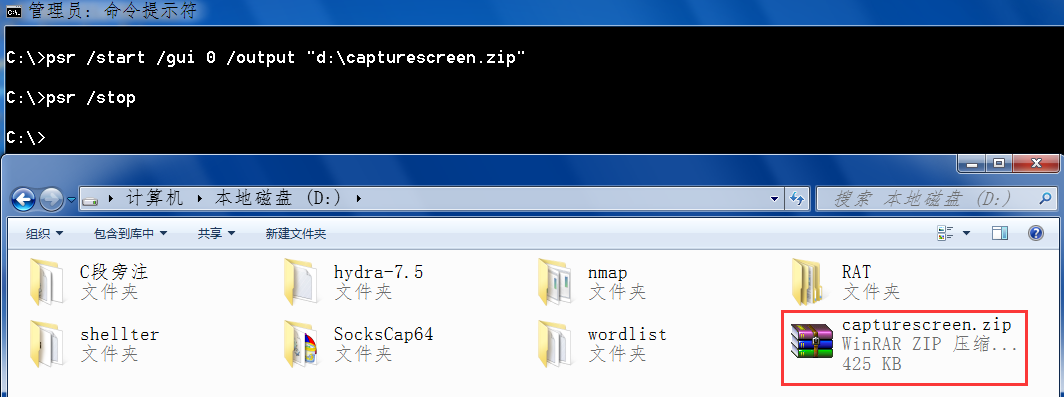 管理员: 命令提示符
C:\>psr /start /gui 0 /output "d:\capturescreen.zip"
C:\>psr /stop
C:\>
计算机 本地磁盘 (D:)
搜索 本地磁盘 (D:)
组织 包含到库中 共享 新建文件夹
C段旁注 hydra-7.5 nmap RAT
文件夹 文件夹 文件夹 文件夹
shellter SocksCap64 wordlist capturescreen.zip
文件夹 文件夹 文件夹 WinRAR ZIP 压缩...
425 KB